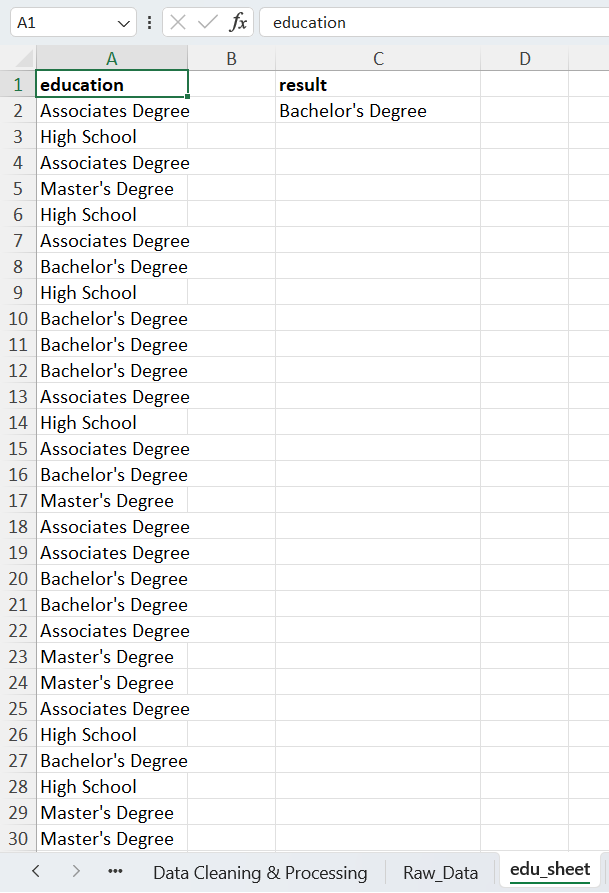 A1 fx education
A B C D
1 education result
2 Associates Degree Bachelor's Degree
3 High School
4 Associates Degree
5 Master's Degree
6 High School
7 Associates Degree
8 Bachelor's Degree
9 High School
10 Bachelor's Degree
11 Bachelor's Degree
12 Bachelor's Degree
13 Associates Degree
14 High School
15 Associates Degree
16 Bachelor's Degree
17 Master's Degree
18 Associates Degree
19 Associates Degree
20 Bachelor's Degree
21 Bachelor's Degree
22 Associates Degree
23 Master's Degree
24 Master's Degree
25 Associates Degree
26 High School
27 Bachelor's Degree
28 High School
29 Master's Degree
30 Master's Degree
Data Cleaning & Processing Raw_Data edu_sheet